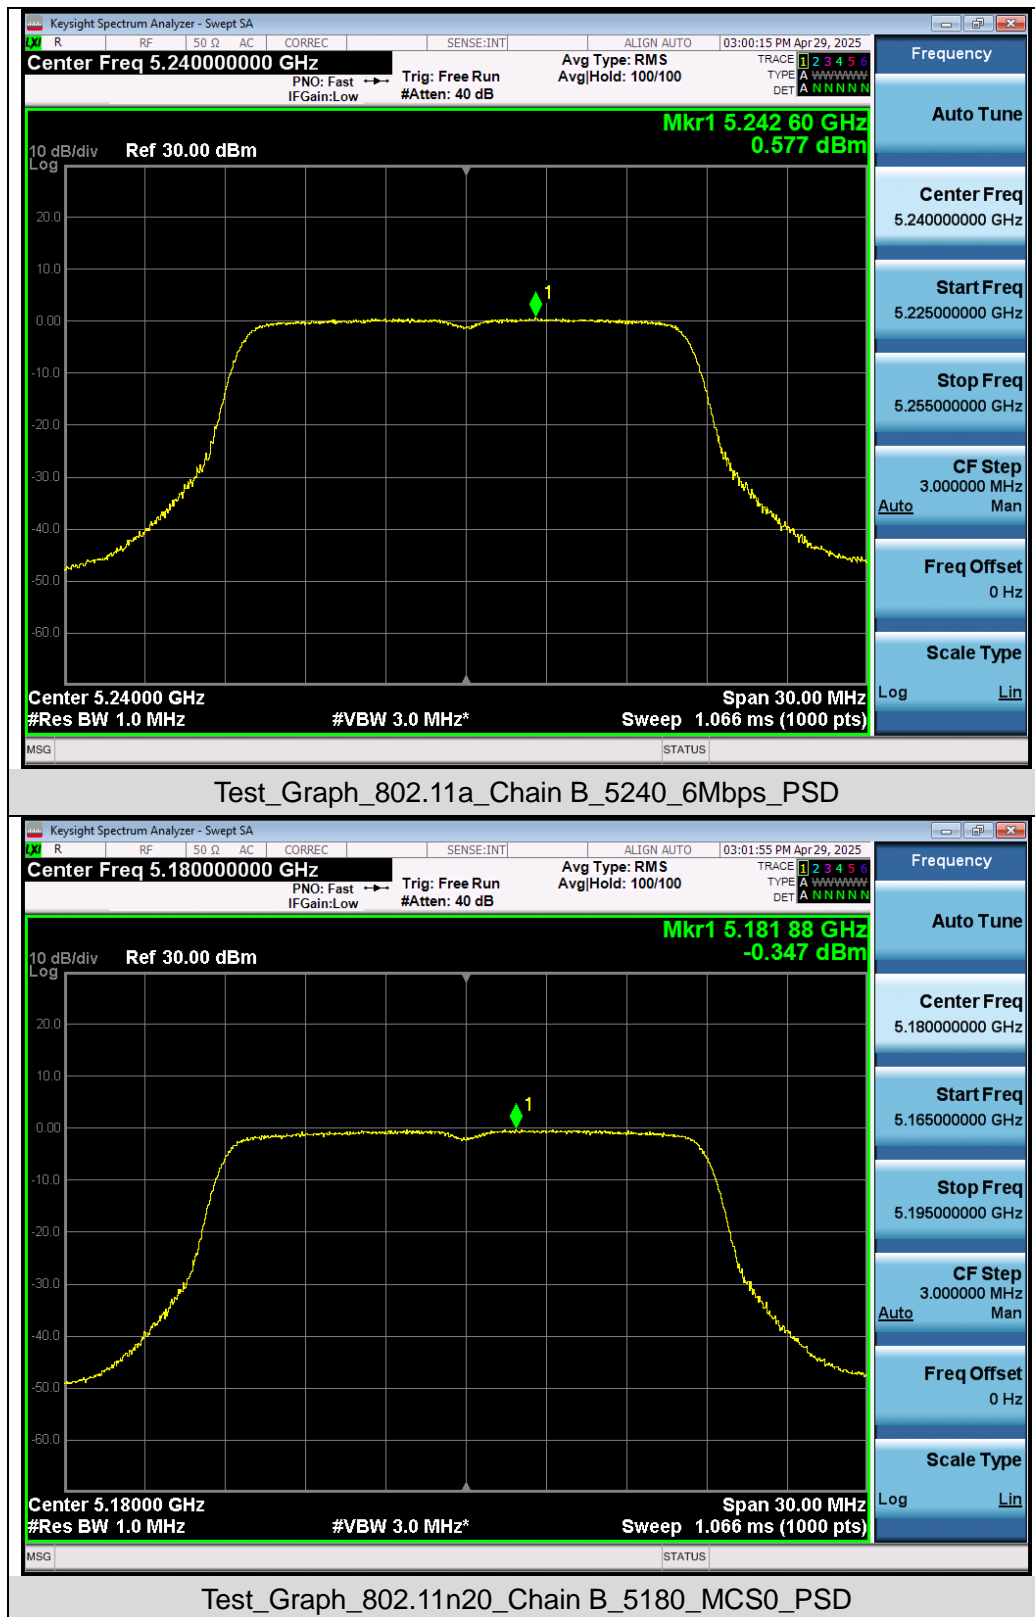 Keysight Spectrum Analyzer - Swept SA
LXI R RF 50 Ω AC CORREC SENSE:INT ALIGN AUTO 03:00:15 PM Apr 29, 2025
Center Freq 5.240000000 GHz
PNO: Fast
IFGain:Low
Trig: Free Run
#Atten: 40 dB
Avg Type: RMS
Avg|Hold: 100/100
TRACE 1 2 3 4 5 6
TYPE A WWWWW
DET A N N N N N
Frequency
Mkr1 5.242 60 GHz
0.577 dBm
10 dB/div Ref 30.00 dBm
Log
20.0
10.0
0.00
-10.0
-20.0
-30.0
-40.0
-50.0
-60.0
1
Center 5.24000 GHz
Span 30.00 MHz
#Res BW 1.0 MHz #VBW 3.0 MHz* Sweep 1.066 ms (1000 pts)
MSG STATUS
Auto Tune
Center Freq
5.240000000 GHz
Start Freq
5.225000000 GHz
Stop Freq
5.255000000 GHz
CF Step
3.000000 MHz
Auto Man
Freq Offset
0 Hz
Scale Type
Log Lin
Test_Graph_802.11a_Chain B_5240_6Mbps_PSD
Keysight Spectrum Analyzer - Swept SA
LXI R RF 50 Ω AC CORREC SENSE:INT ALIGN AUTO 03:01:55 PM Apr 29, 2025
Center Freq 5.180000000 GHz
PNO: Fast
IFGain:Low
Trig: Free Run
#Atten: 40 dB
Avg Type: RMS
Avg|Hold: 100/100
TRACE 1 2 3 4 5 6
TYPE A WWWWW
DET A N N N N N
Frequency
Mkr1 5.181 88 GHz
-0.347 dBm
10 dB/div Ref 30.00 dBm
Log
20.0
10.0
0.00
-10.0
-20.0
-30.0
-40.0
-50.0
-60.0
1
Center 5.18000 GHz
Span 30.00 MHz
#Res BW 1.0 MHz #VBW 3.0 MHz* Sweep 1.066 ms (1000 pts)
MSG STATUS
Auto Tune
Center Freq
5.180000000 GHz
Start Freq
5.165000000 GHz
Stop Freq
5.195000000 GHz
CF Step
3.000000 MHz
Auto Man
Freq Offset
0 Hz
Scale Type
Log Lin
Test_Graph_802.11n20_Chain B_5180_MCS0_PSD